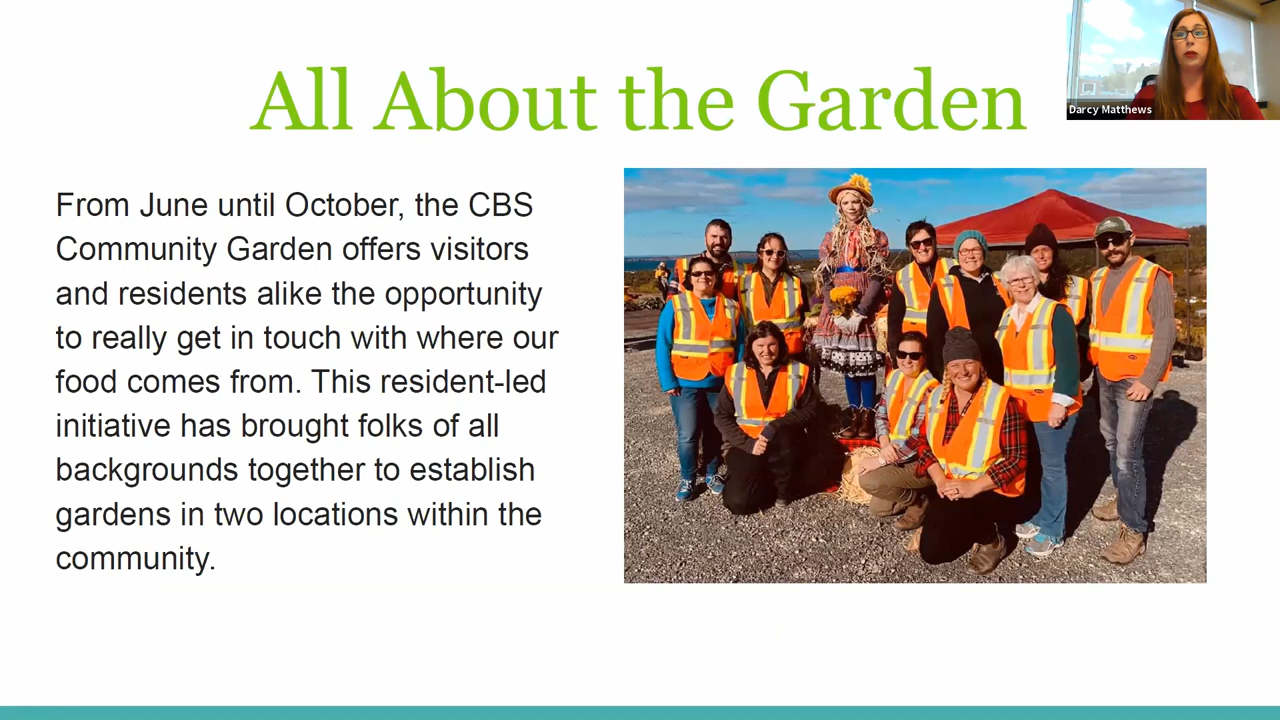 All About the Garden
Darcy Matthews
From June until October, the CBS
Community Garden offers visitors
and residents alike the opportunity
to really get in touch with where our
food comes from. This resident-led
initiative has brought folks of all
backgrounds together to establish
gardens in two locations within the
community.